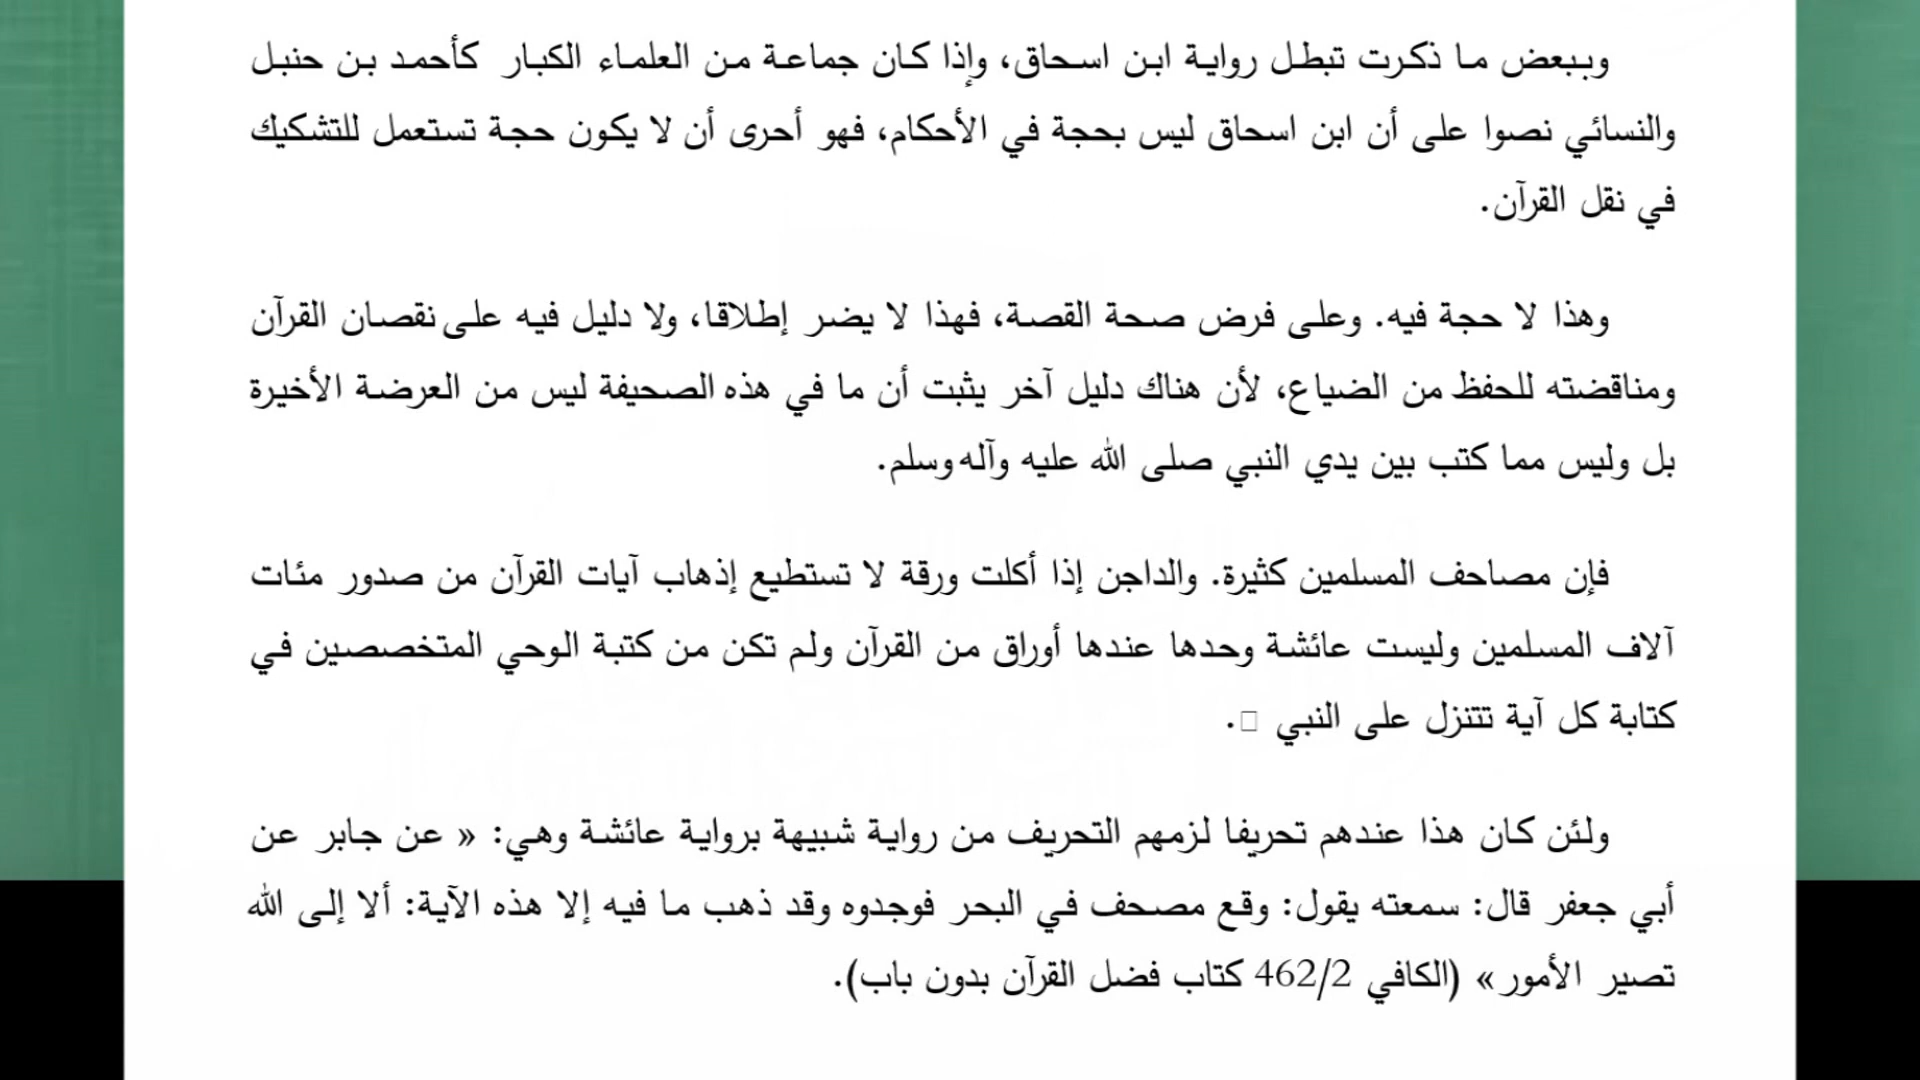 وببعض ما ذكرت تبطل رواية ابن اسحاق، وإذا كان جماعة من العلماء الكبار كأحمد بن حنبل
والنسائي نصوا على أن ابن اسحاق ليس بحجة في الأحكام، فهو أحرى أن لا يكون حجة تستعمل للتشكيك
في نقل القرآن.
وهذا لا حجة فيه. وعلى فرض صحة القصة، فهذا لا يضر إطلاقا، ولا دليل فيه على نقصان القرآن
ومناقضته للحفظ من الضياع، لأن هناك دليل آخر يثبت أن ما في هذه الصحيفة ليس من العرضة الأخيرة
بل وليس مما كتب بين يدي النبي صلى الله عليه وآله وسلم.
فإن مصاحف المسلمين كثيرة. والداجن إذا أكلت ورقة لا تستطيع إذهاب آيات القرآن من صدور مئات
آلاف المسلمين وليست عائشة وحدها عندها أوراق من القرآن ولم تكن من كتبة الوحي المتخصصين في
كتابة كل آية تتنزل على النبي □.
ولئن كان هذا عندهم تحريفا لزمهم التحريف من رواية شبيهة برواية عائشة وهي: « عن جابر عن
أبي جعفر قال: سمعته يقول: وقع مصحف في البحر فوجدوه وقد ذهب ما فيه إلا هذه الآية: ألا إلى الله
تصير الأمور» (الكافي 462/2 كتاب فضل القرآن بدون باب).